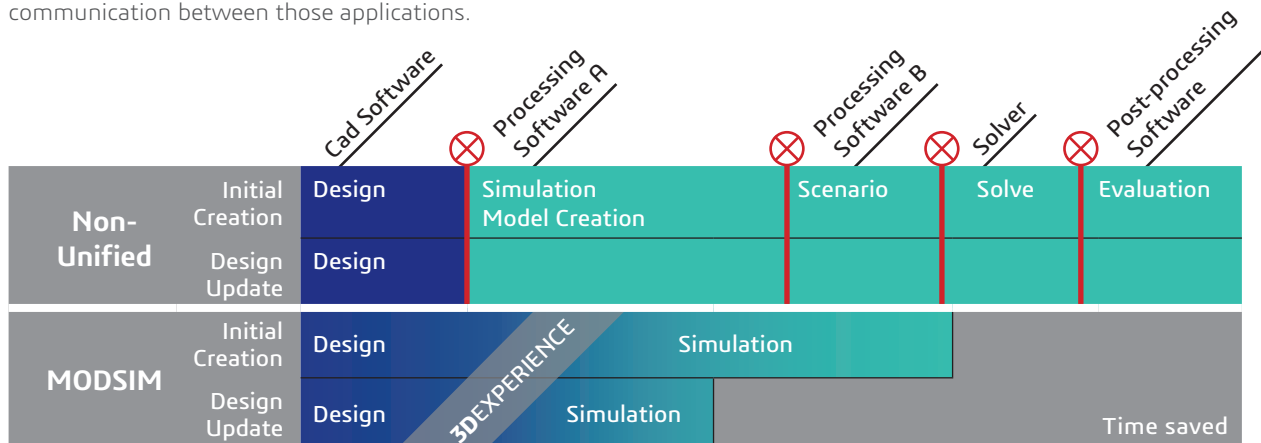 communication between those applications.
Cad Software
Processing
Software A
Processing
Software B
Solver
Post-processing
Software
Non-
Unified
Initial
Creation
Design
Simulation
Model Creation
Scenario
Solve
Evaluation
Design
Update
Design
MODSIM
Initial
Creation
Design
3DEXPERIENCE
Simulation
Design
Update
Design
Simulation
Time saved